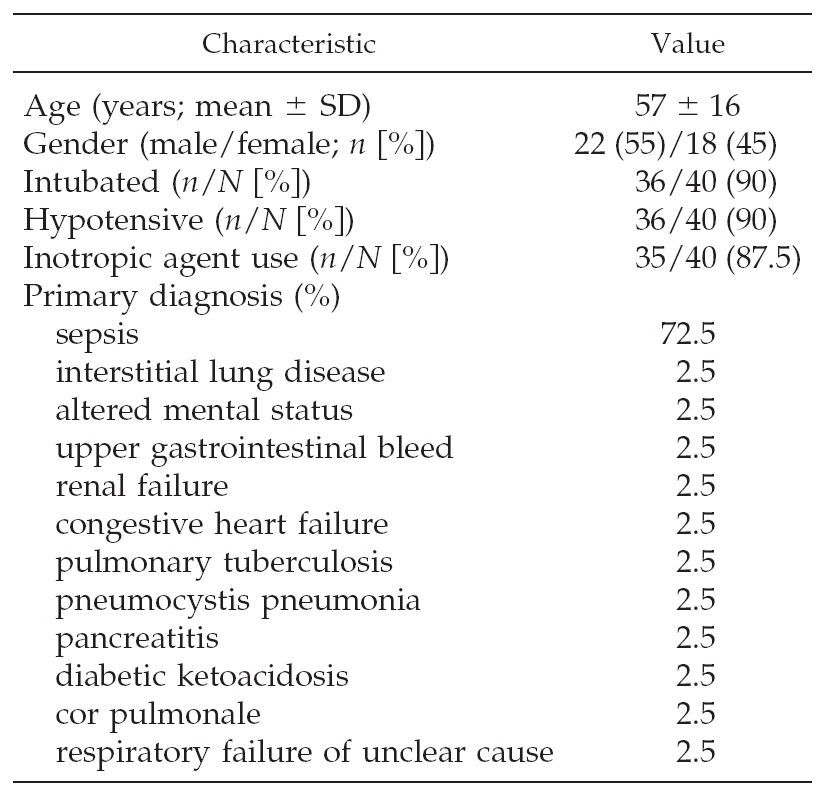 Characteristic Value
Age (years; mean ± SD) 57 ± 16
Gender (male/female; n [%]) 22 (55)/18 (45)
Intubated (n/N [%]) 36/40 (90)
Hypotensive (n/N [%]) 36/40 (90)
Inotropic agent use (n/N [%]) 35/40 (87.5)
Primary diagnosis (%)
sepsis 72.5
interstitial lung disease 2.5
altered mental status 2.5
upper gastrointestinal bleed 2.5
renal failure 2.5
congestive heart failure 2.5
pulmonary tuberculosis 2.5
pneumocystis pneumonia 2.5
pancreatitis 2.5
diabetic ketoacidosis 2.5
cor pulmonale 2.5
respiratory failure of unclear cause 2.5